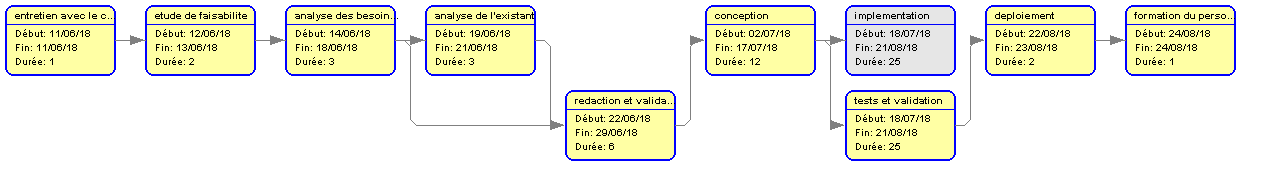 entretien avec le c...
Début: 11/06/18
Fin: 11/06/18
Durée: 1
etude de faisabilite
Début: 12/06/18
Fin: 13/06/18
Durée: 2
analyse des besoin...
Début: 14/06/18
Fin: 18/06/18
Durée: 3
analyse de l'existant
Début: 19/06/18
Fin: 21/06/18
Durée: 3
redaction et valida...
Début: 22/06/18
Fin: 29/06/18
Durée: 6
conception
Début: 02/07/18
Fin: 17/07/18
Durée: 12
implementation
Début: 18/07/18
Fin: 21/08/18
Durée: 25
tests et validation
Début: 18/07/18
Fin: 21/08/18
Durée: 25
deploiement
Début: 22/08/18
Fin: 23/08/18
Durée: 2
formation du perso...
Début: 24/08/18
Fin: 24/08/18
Durée: 1